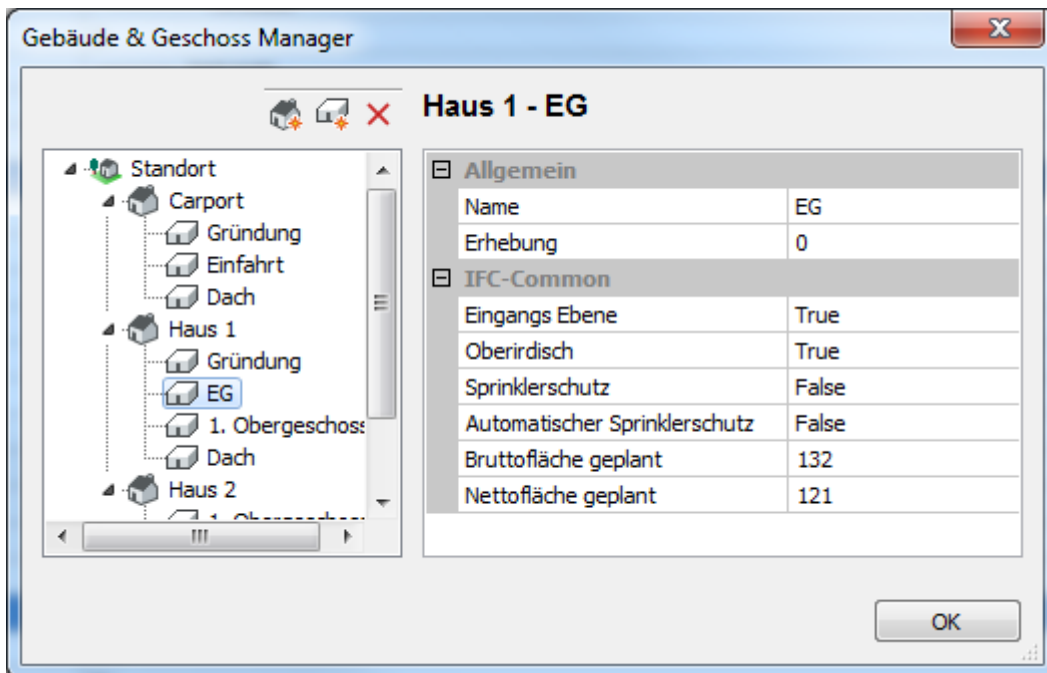 Gebäude & Geschoss Manager
Haus 1 - EG
Standort
Carport
Gründung
Einfahrt
Dach
Haus 1
Gründung
EG
1. Obergeschoss
Dach
Haus 2
1. Obergeschoss
Allgemein
Name EG
Erhebung 0
IFC-Common
Eingangs Ebene True
Oberirdisch True
Sprinklerschutz False
Automatischer Sprinklerschutz False
Bruttofläche geplant 132
Nettofläche geplant 121
OK